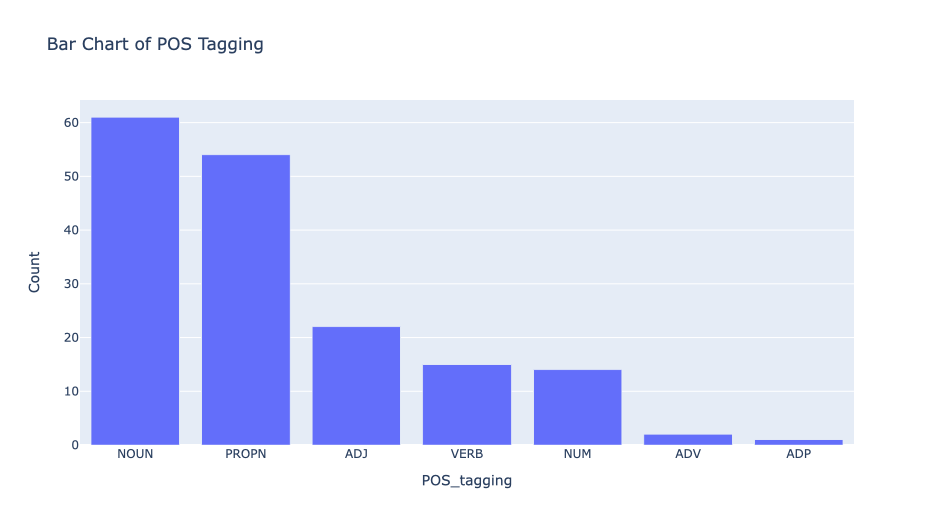 Bar Chart of POS Tagging
60
50
40
30
20
10
0
Count
NOUN PROPN ADJ VERB NUM ADV ADP
POS_tagging